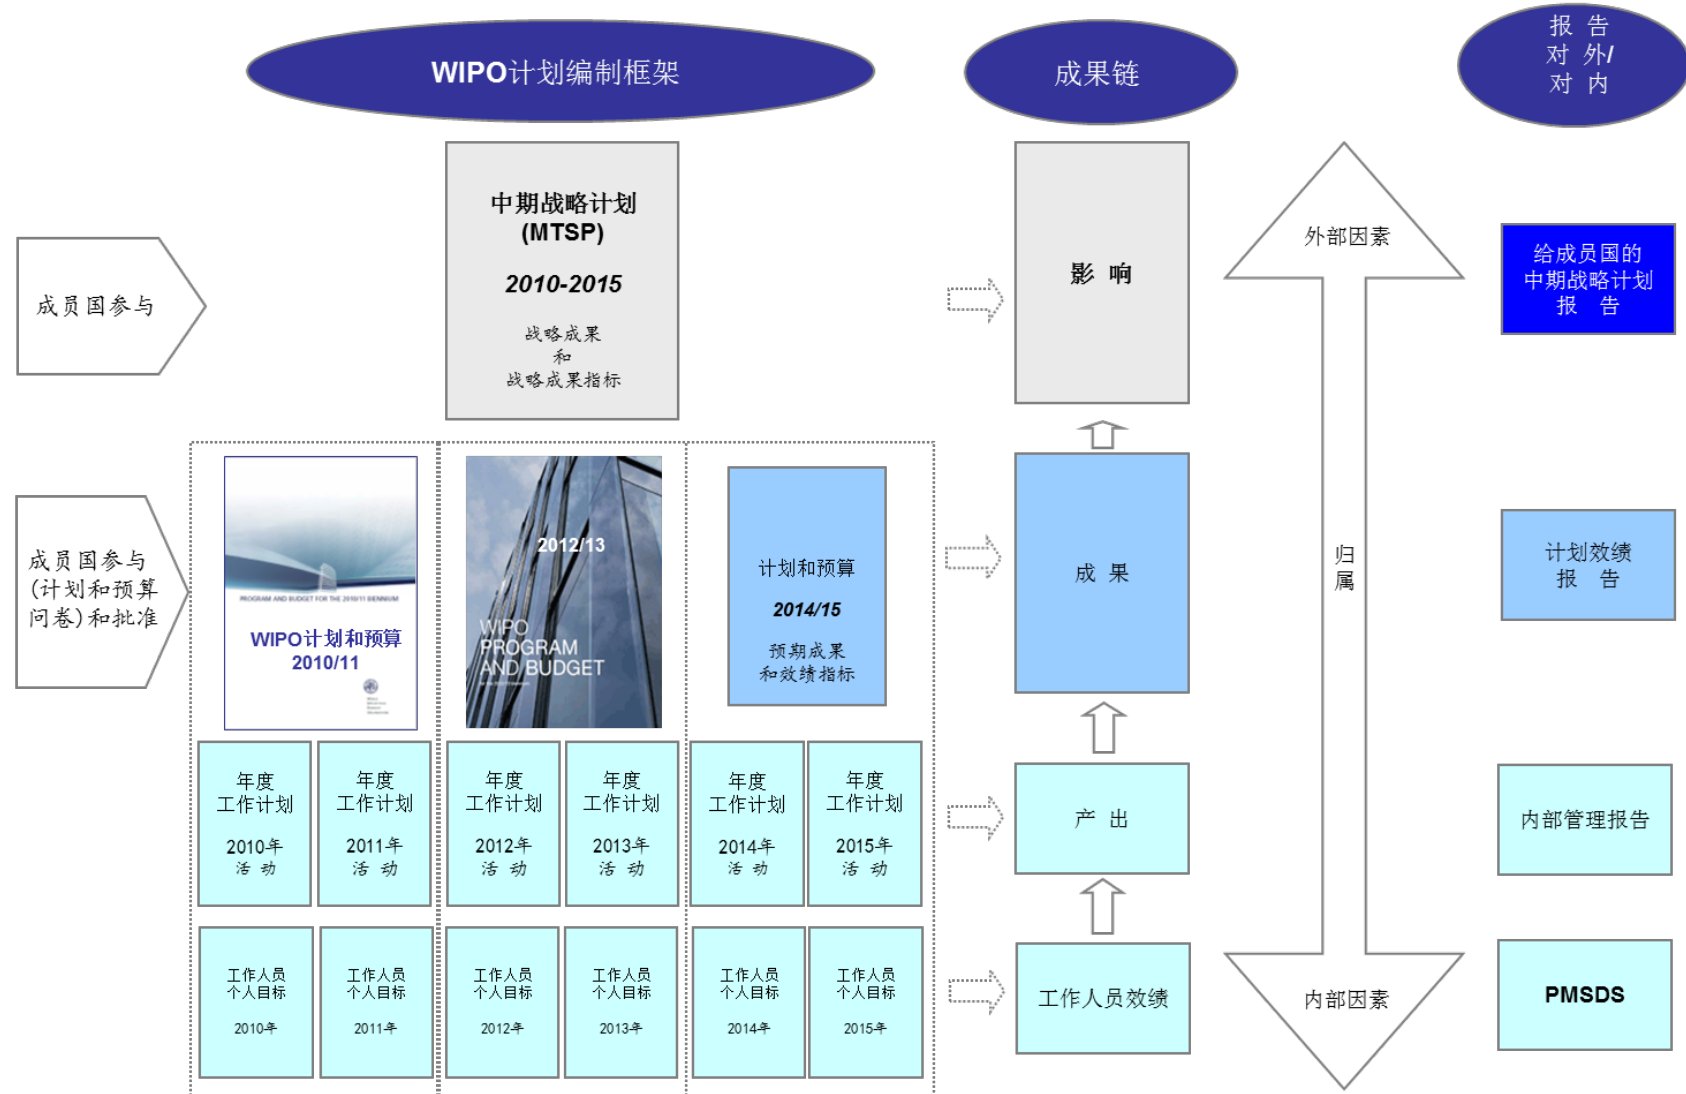 WIPO计划编制框架
成果链
报 告
对 外/
对 内
中期战略计划
(MTSP)
2010-2015
战略成果
和
战略成果指标
成员国参与
影 响
外部因素
给成员国的
中期战略计划
报 告
成员国参与
(计划和预算
问卷)和批准
PROGRAM AND BUDGET FOR THE 2010/11 BIENNIUM
WIPO计划和预算
2010/11
2012/13
WIPO
PROGRAM
AND BUDGET
计划和预算
2014/15
预期成果
和效绩指标
成 果
归
属
计划效绩
报 告
年度
工作计划
2010年
活 动
年度
工作计划
2011年
活 动
年度
工作计划
2012年
活 动
年度
工作计划
2013年
活 动
年度
工作计划
2014年
活 动
年度
工作计划
2015年
活 动
产 出
内部管理报告
工作人员
个人目标
2010年
工作人员
个人目标
2011年
工作人员
个人目标
2012年
工作人员
个人目标
2013年
工作人员
个人目标
2014年
工作人员
个人目标
2015年
工作人员效绩
内部因素
PMSDS